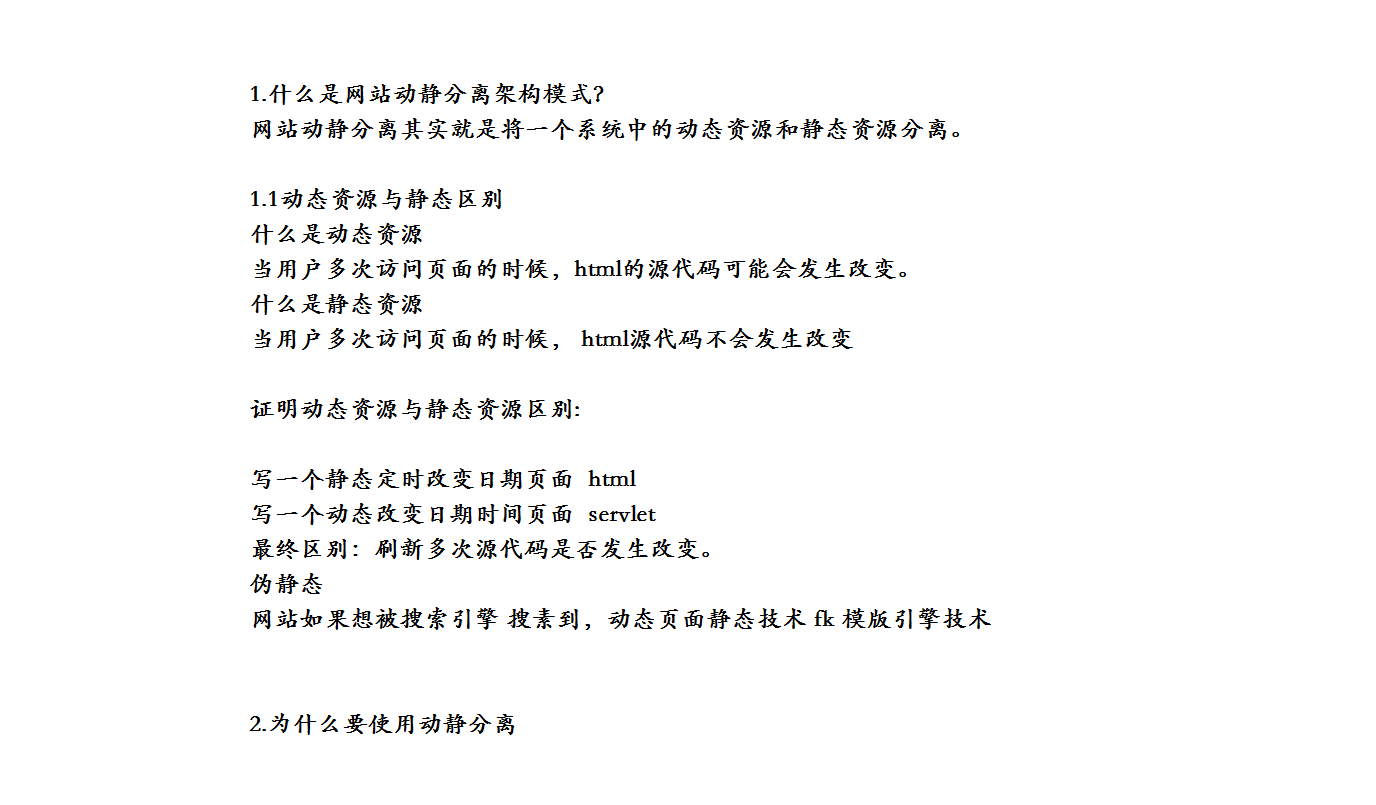 1.什么是网站动静分离架构模式?
网站动静分离其实就是将一个系统中的动态资源和静态资源分离。
1.1动态资源与静态区别
什么是动态资源
当用户多次访问页面的时候，html的源代码可能会发生改变。
什么是静态资源
当用户多次访问页面的时候， html源代码不会发生改变
证明动态资源与静态资源区别:
写一个静态定时改变日期页面 html
写一个动态改变日期时间页面 servlet
最终区别：刷新多次源代码是否发生改变。
伪静态
网站如果想被搜索引擎 搜素到，动态页面静态技术 fk 模版引擎技术
2.为什么要使用动静分离